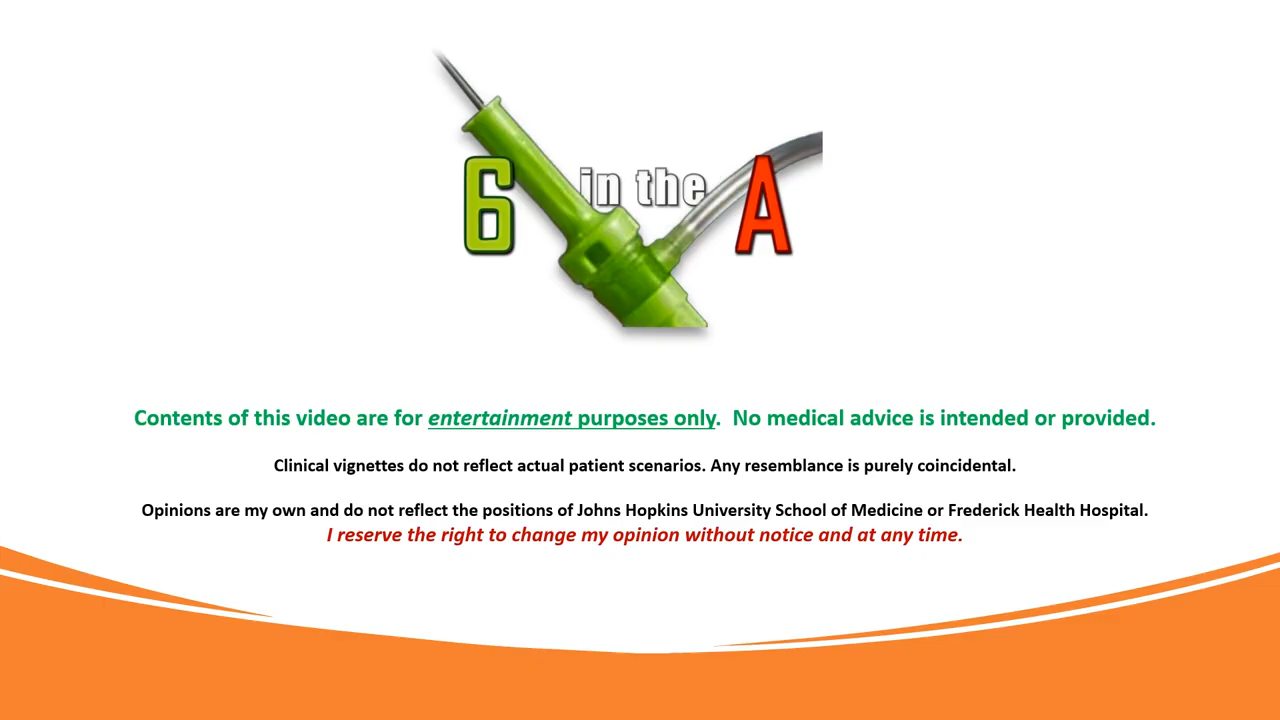 6 in the A
Contents of this video are for entertainment purposes only. No medical advice is intended or provided.
Clinical vignettes do not reflect actual patient scenarios. Any resemblance is purely coincidental.
Opinions are my own and do not reflect the positions of Johns Hopkins University School of Medicine or Frederick Health Hospital.
I reserve the right to change my opinion without notice and at any time.